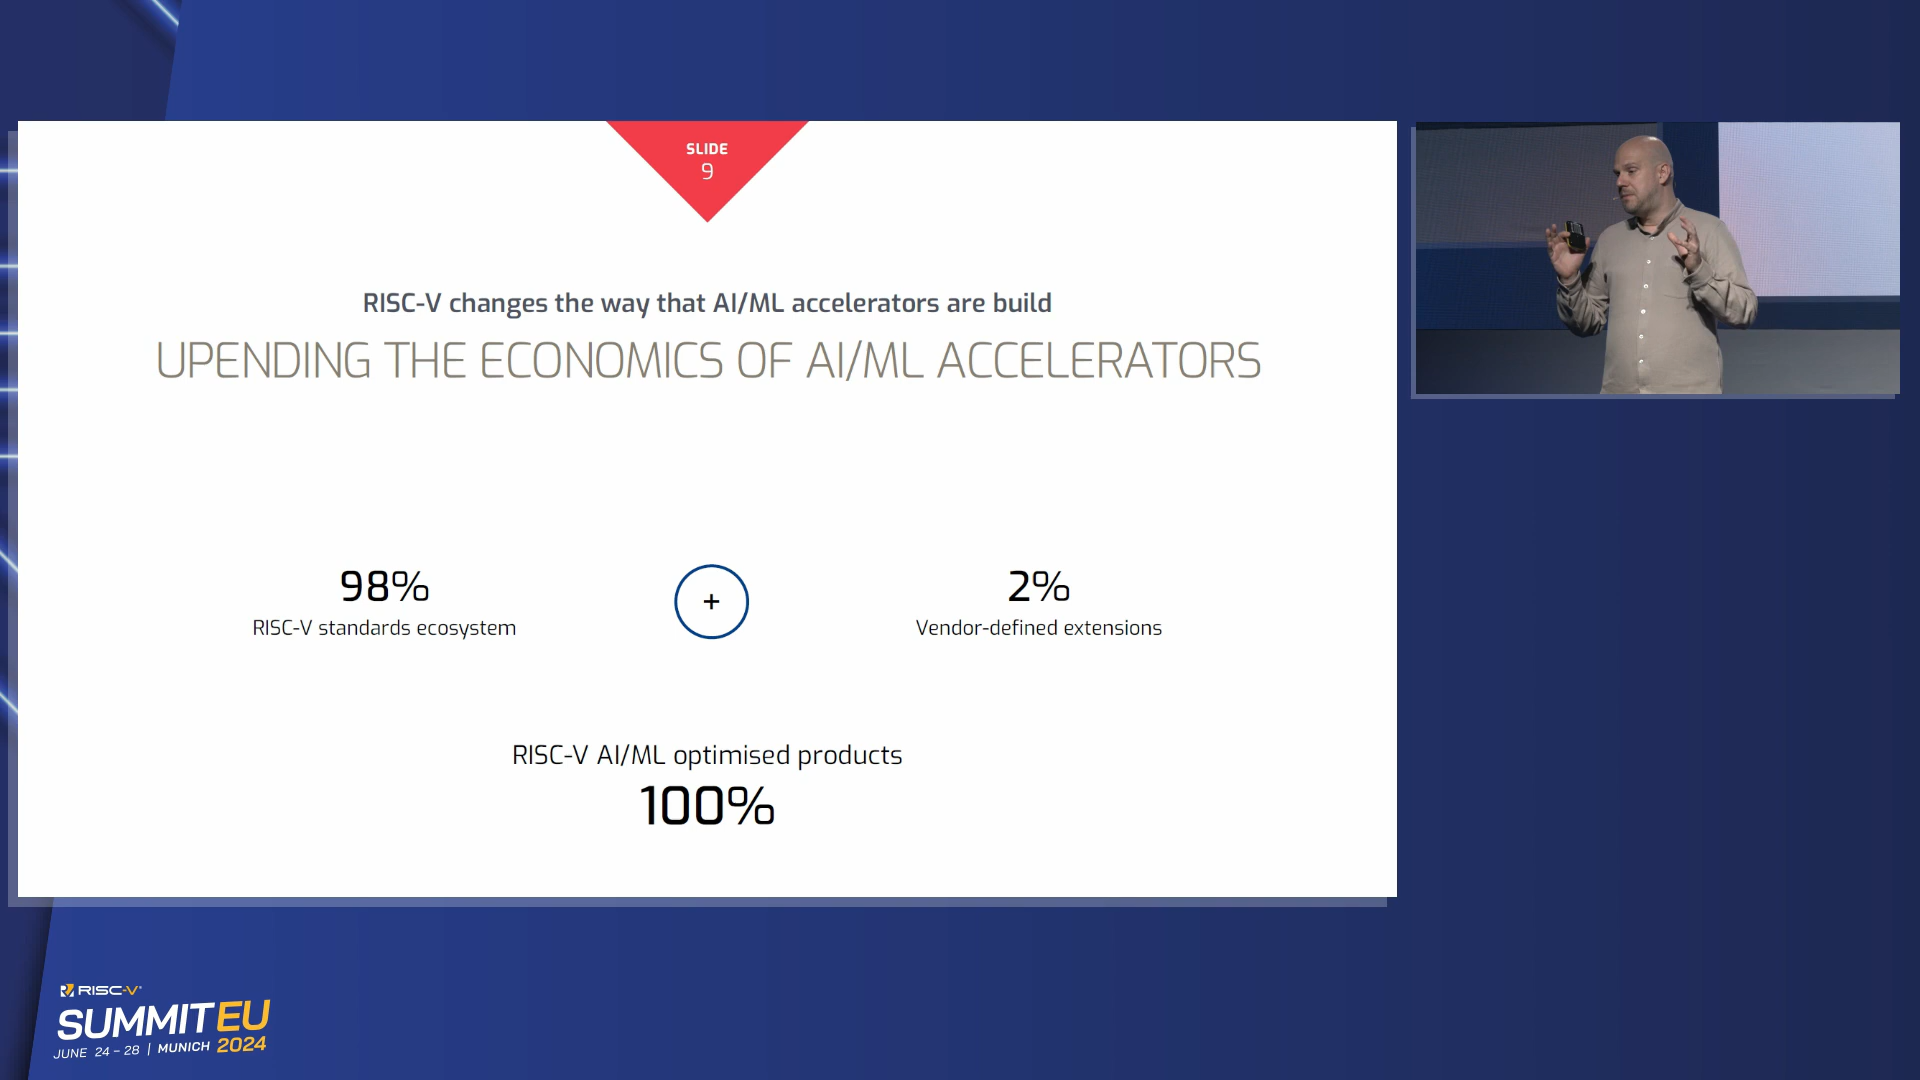 SLIDE
9
RISC-V changes the way that AI/ML accelerators are build
UPENDING THE ECONOMICS OF AI/ML ACCELERATORS
98%
RISC-V standards ecosystem
+
2%
Vendor-defined extensions
RISC-V AI/ML optimised products
100%
RISC-V®
SUMMIT EU
JUNE 24 – 28 | MUNICH 2024